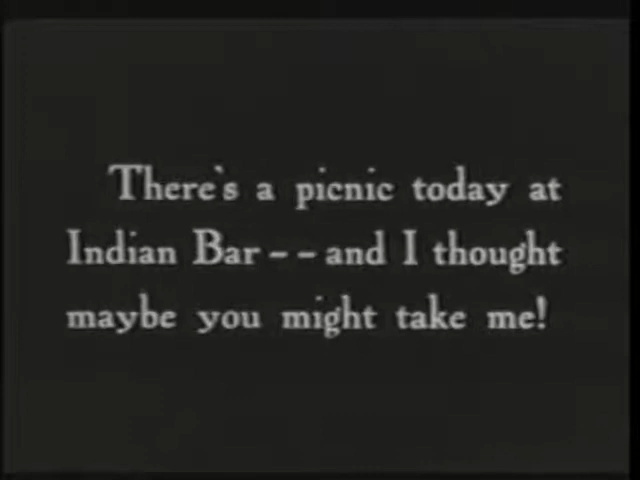 There's a picnic today at
Indian Bar -- and I thought
maybe you might take me!